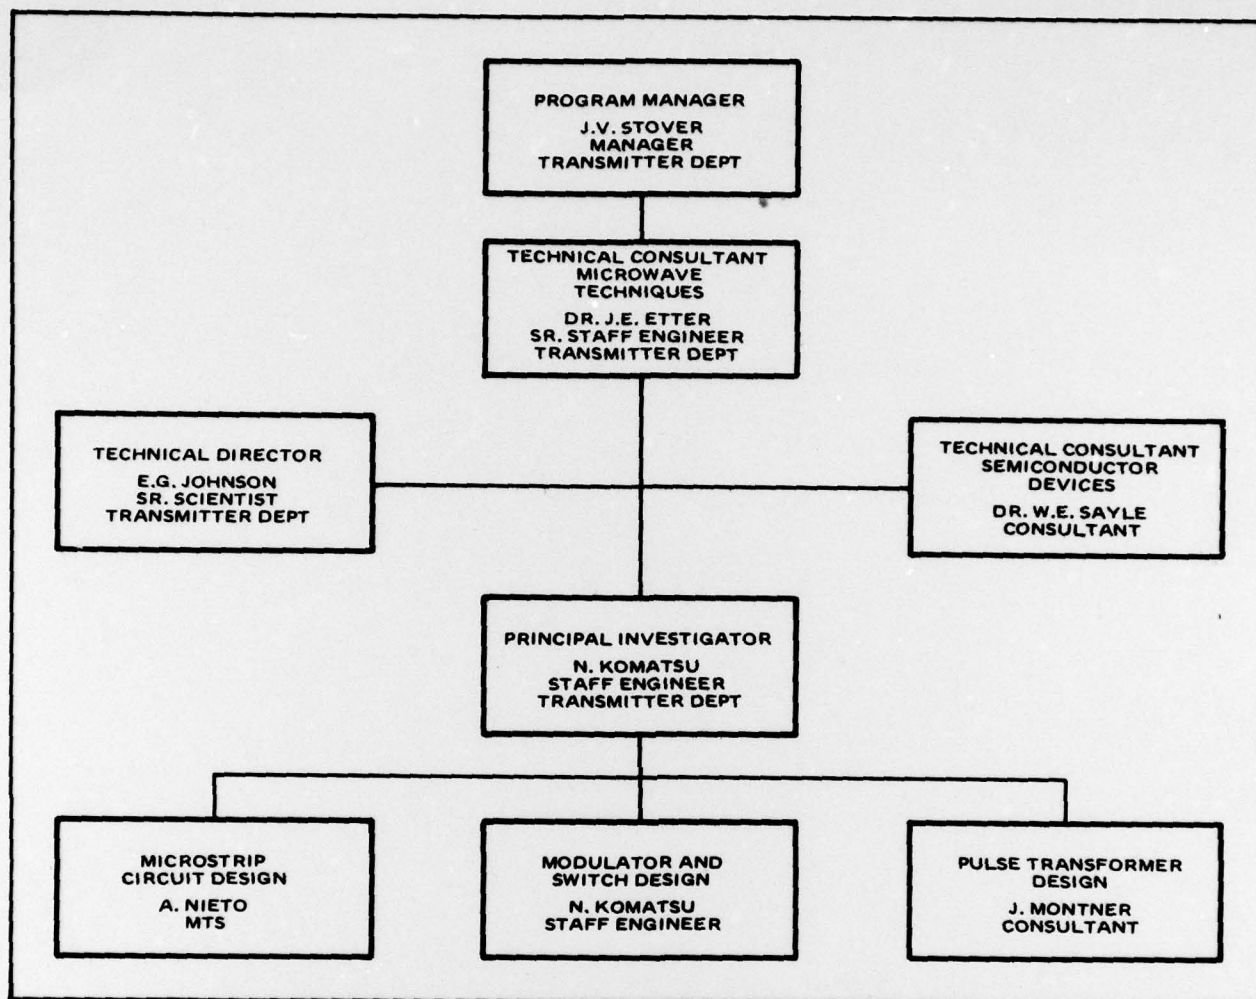 PROGRAM MANAGER
J.V. STOVER
MANAGER
TRANSMITTER DEPT
TECHNICAL CONSULTANT
MICROWAVE
TECHNIQUES
DR. J.E. ETTER
SR. STAFF ENGINEER
TRANSMITTER DEPT
TECHNICAL DIRECTOR
E.G. JOHNSON
SR. SCIENTIST
TRANSMITTER DEPT
TECHNICAL CONSULTANT
SEMICONDUCTOR
DEVICES
DR. W.E. SAYLE
CONSULTANT
PRINCIPAL INVESTIGATOR
N. KOMATSU
STAFF ENGINEER
TRANSMITTER DEPT
MICROSTRIP
CIRCUIT DESIGN
A. NIETO
MTS
MODULATOR AND
SWITCH DESIGN
N. KOMATSU
STAFF ENGINEER
PULSE TRANSFORMER
DESIGN
J. MONTNER
CONSULTANT